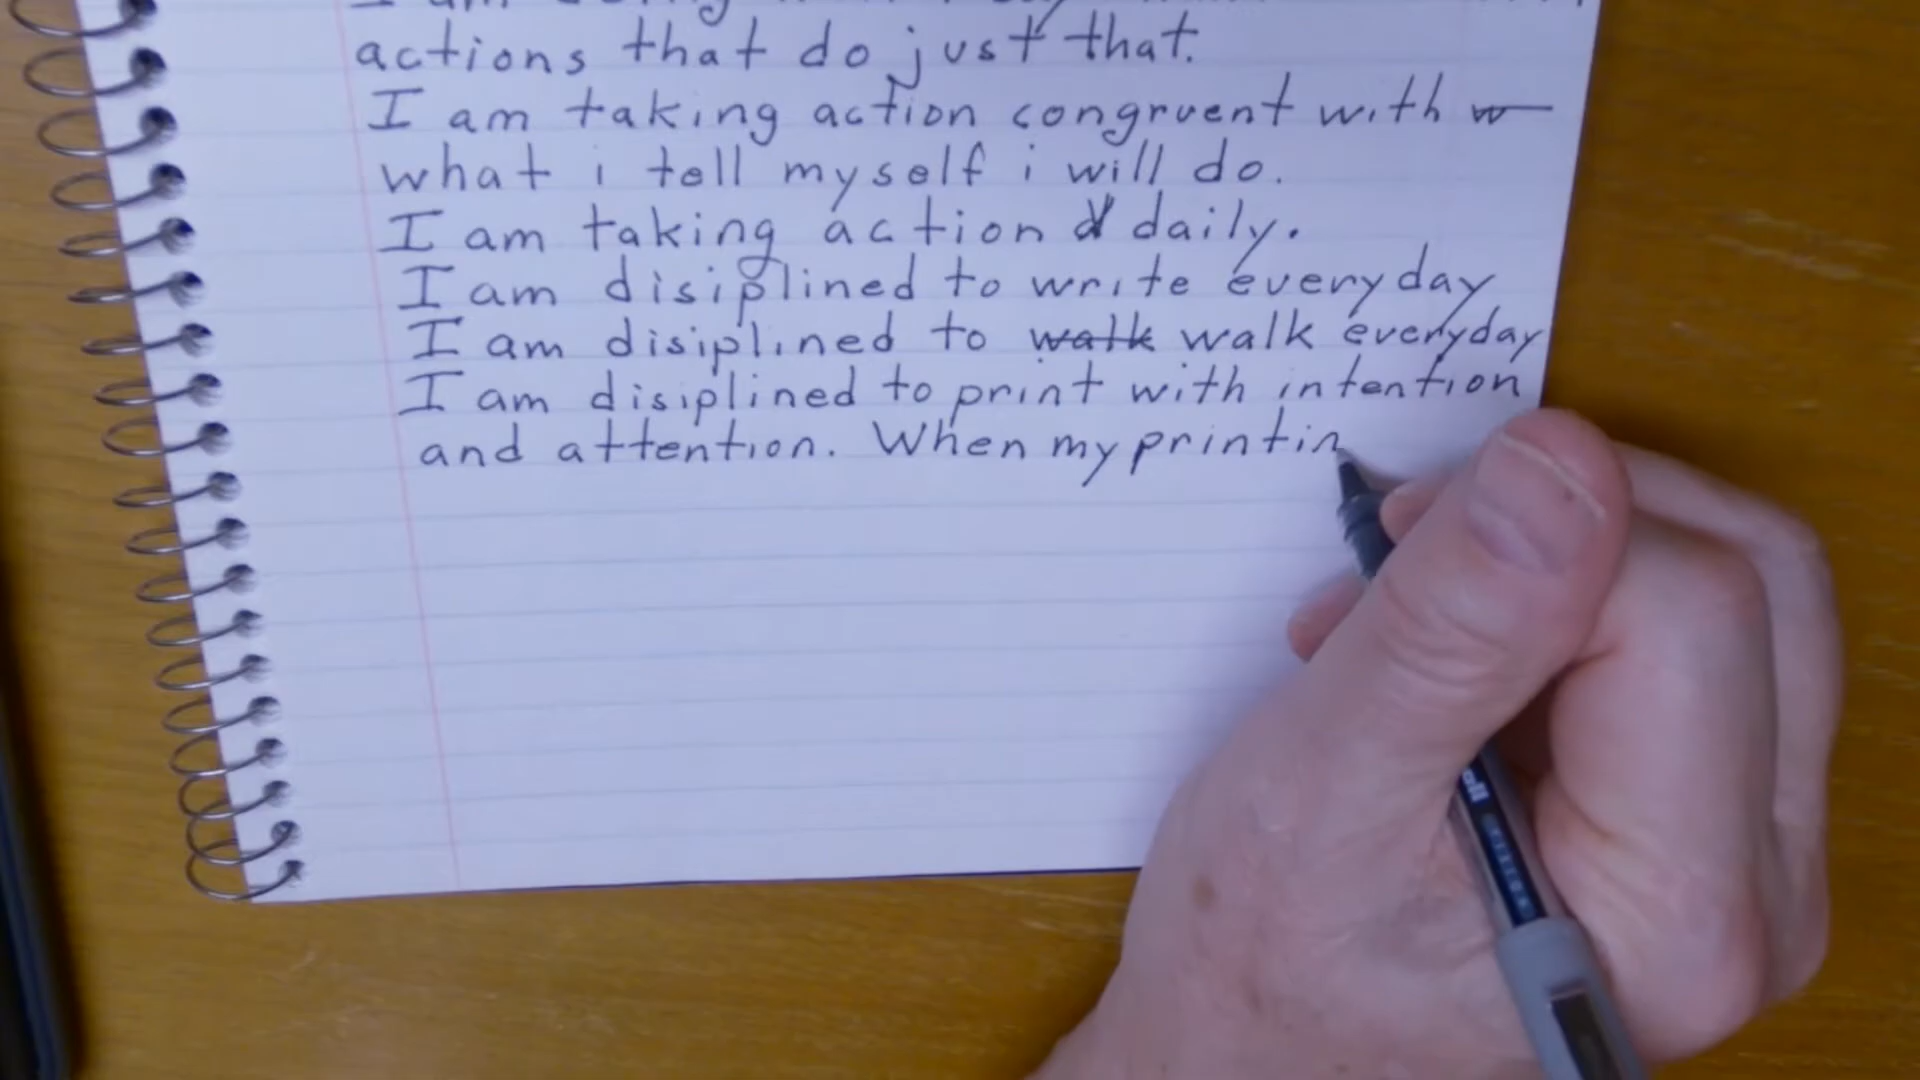 I am
actions that do just that.
I am taking action congruent with w
what i tell myself i will do.
I am taking action d daily.
I am disiplined to write everyday
I am disiplined to walk walk everyday
I am disiplined to print with intention
and attention. When my printin